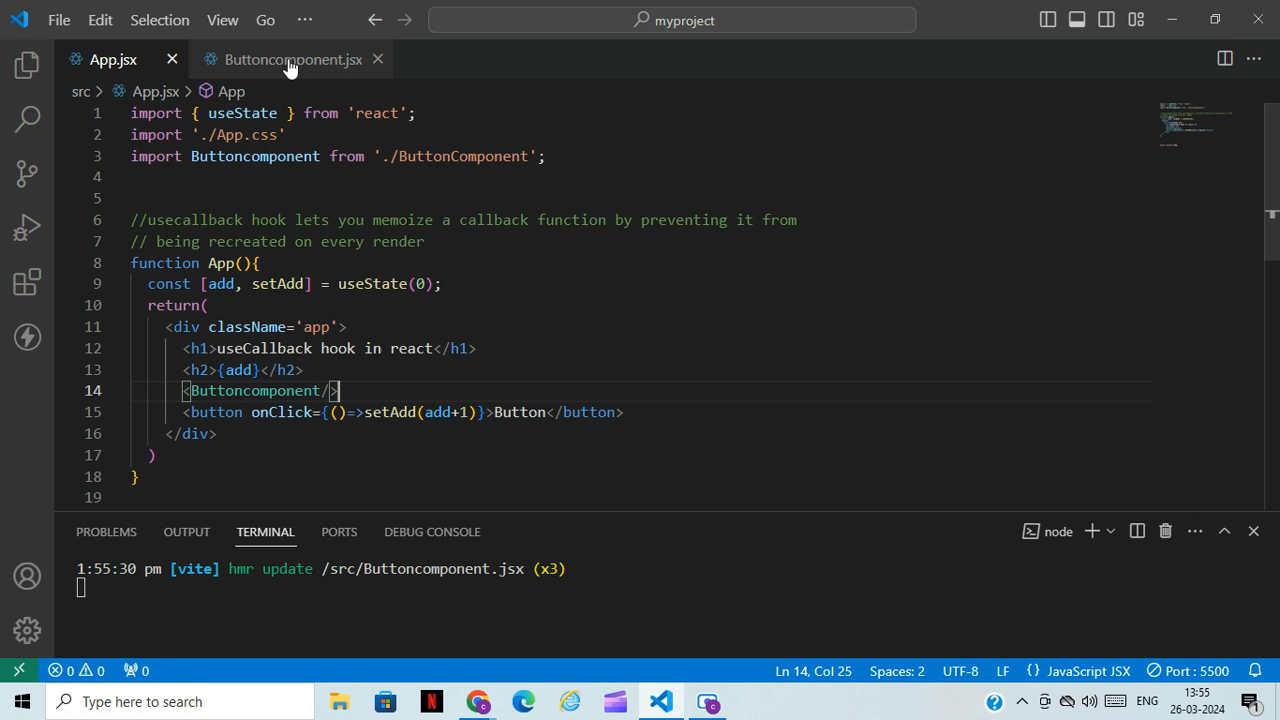 File Edit Selection View Go ··· myproject
App.jsx Buttoncomponent.jsx
src > App.jsx > App
1 import { useState } from 'react';
2 import './App.css'
3 import Buttoncomponent from './ButtonComponent';
4
5
6 //usecallback hook lets you memoize a callback function by preventing it from
7 // being recreated on every render
8 function App(){
9 const [add, setAdd] = useState(0);
10 return(
11 <div className='app'>
12 <h1>useCallback hook in react</h1>
13 <h2>{add}</h2>
14 <Buttoncomponent/>
15 <button onClick={()=>setAdd(add+1)}>Button</button>
16 </div>
17 )
18 }
19
PROBLEMS OUTPUT TERMINAL PORTS DEBUG CONSOLE node
1:55:30 pm [vite] hmr update /src/Buttoncomponent.jsx (x3)
0 0 0 Ln 14, Col 25 Spaces: 2 UTF-8 LF {} JavaScript JSX Port : 5500
Type here to search ENG 13:55
26-03-2024 1